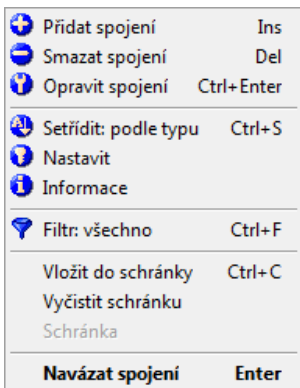 Přidat spojení Ins
Smazat spojení Del
Opravit spojení Ctrl+Enter
Setřídit: podle typu Ctrl+S
Nastavit
Informace
Filtr: všechno Ctrl+F
Vložit do schránky Ctrl+C
Vyčistit schránku
Schránka
Navázat spojení Enter